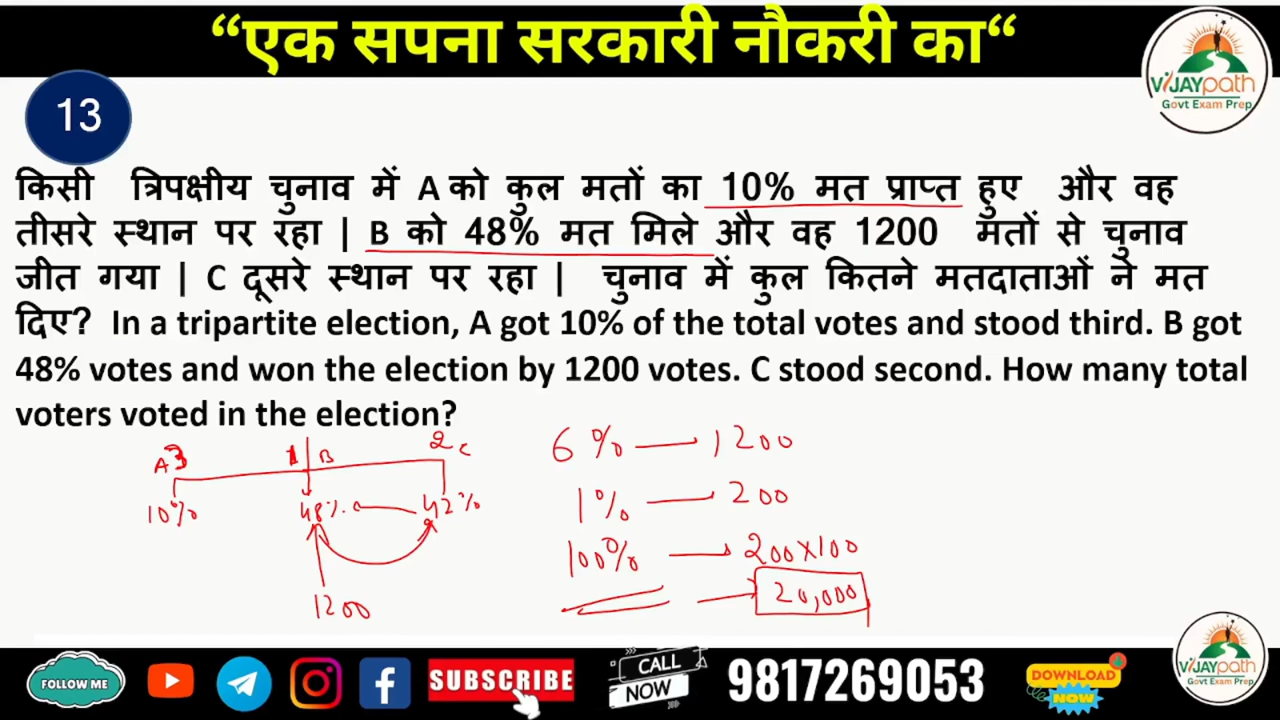 “एक सपना सरकारी नौकरी का“
VIJAYpath
Govt Exam Prep
13
किसी त्रिपक्षीय चुनाव में A को कुल मतों का 10% मत प्राप्त हुए और वह
तीसरे स्थान पर रहा | B को 48% मत मिले और वह 1200 मतों से चुनाव
जीत गया | C दूसरे स्थान पर रहा | चुनाव में कुल कितने मतदाताओं ने मत
दिए? In a tripartite election, A got 10% of the total votes and stood third. B got
48% votes and won the election by 1200 votes. C stood second. How many total
voters voted in the election?
A 3 1 B 2 C
10% 48% 42%
1200
6% — 1200
1% — 200
100% — 200×100
20,000
FOLLOW ME
SUBSCRIBE
CALL
NOW
9817269053
DOWNLOAD
NOW
VIJAYpath
Govt Exam Prep